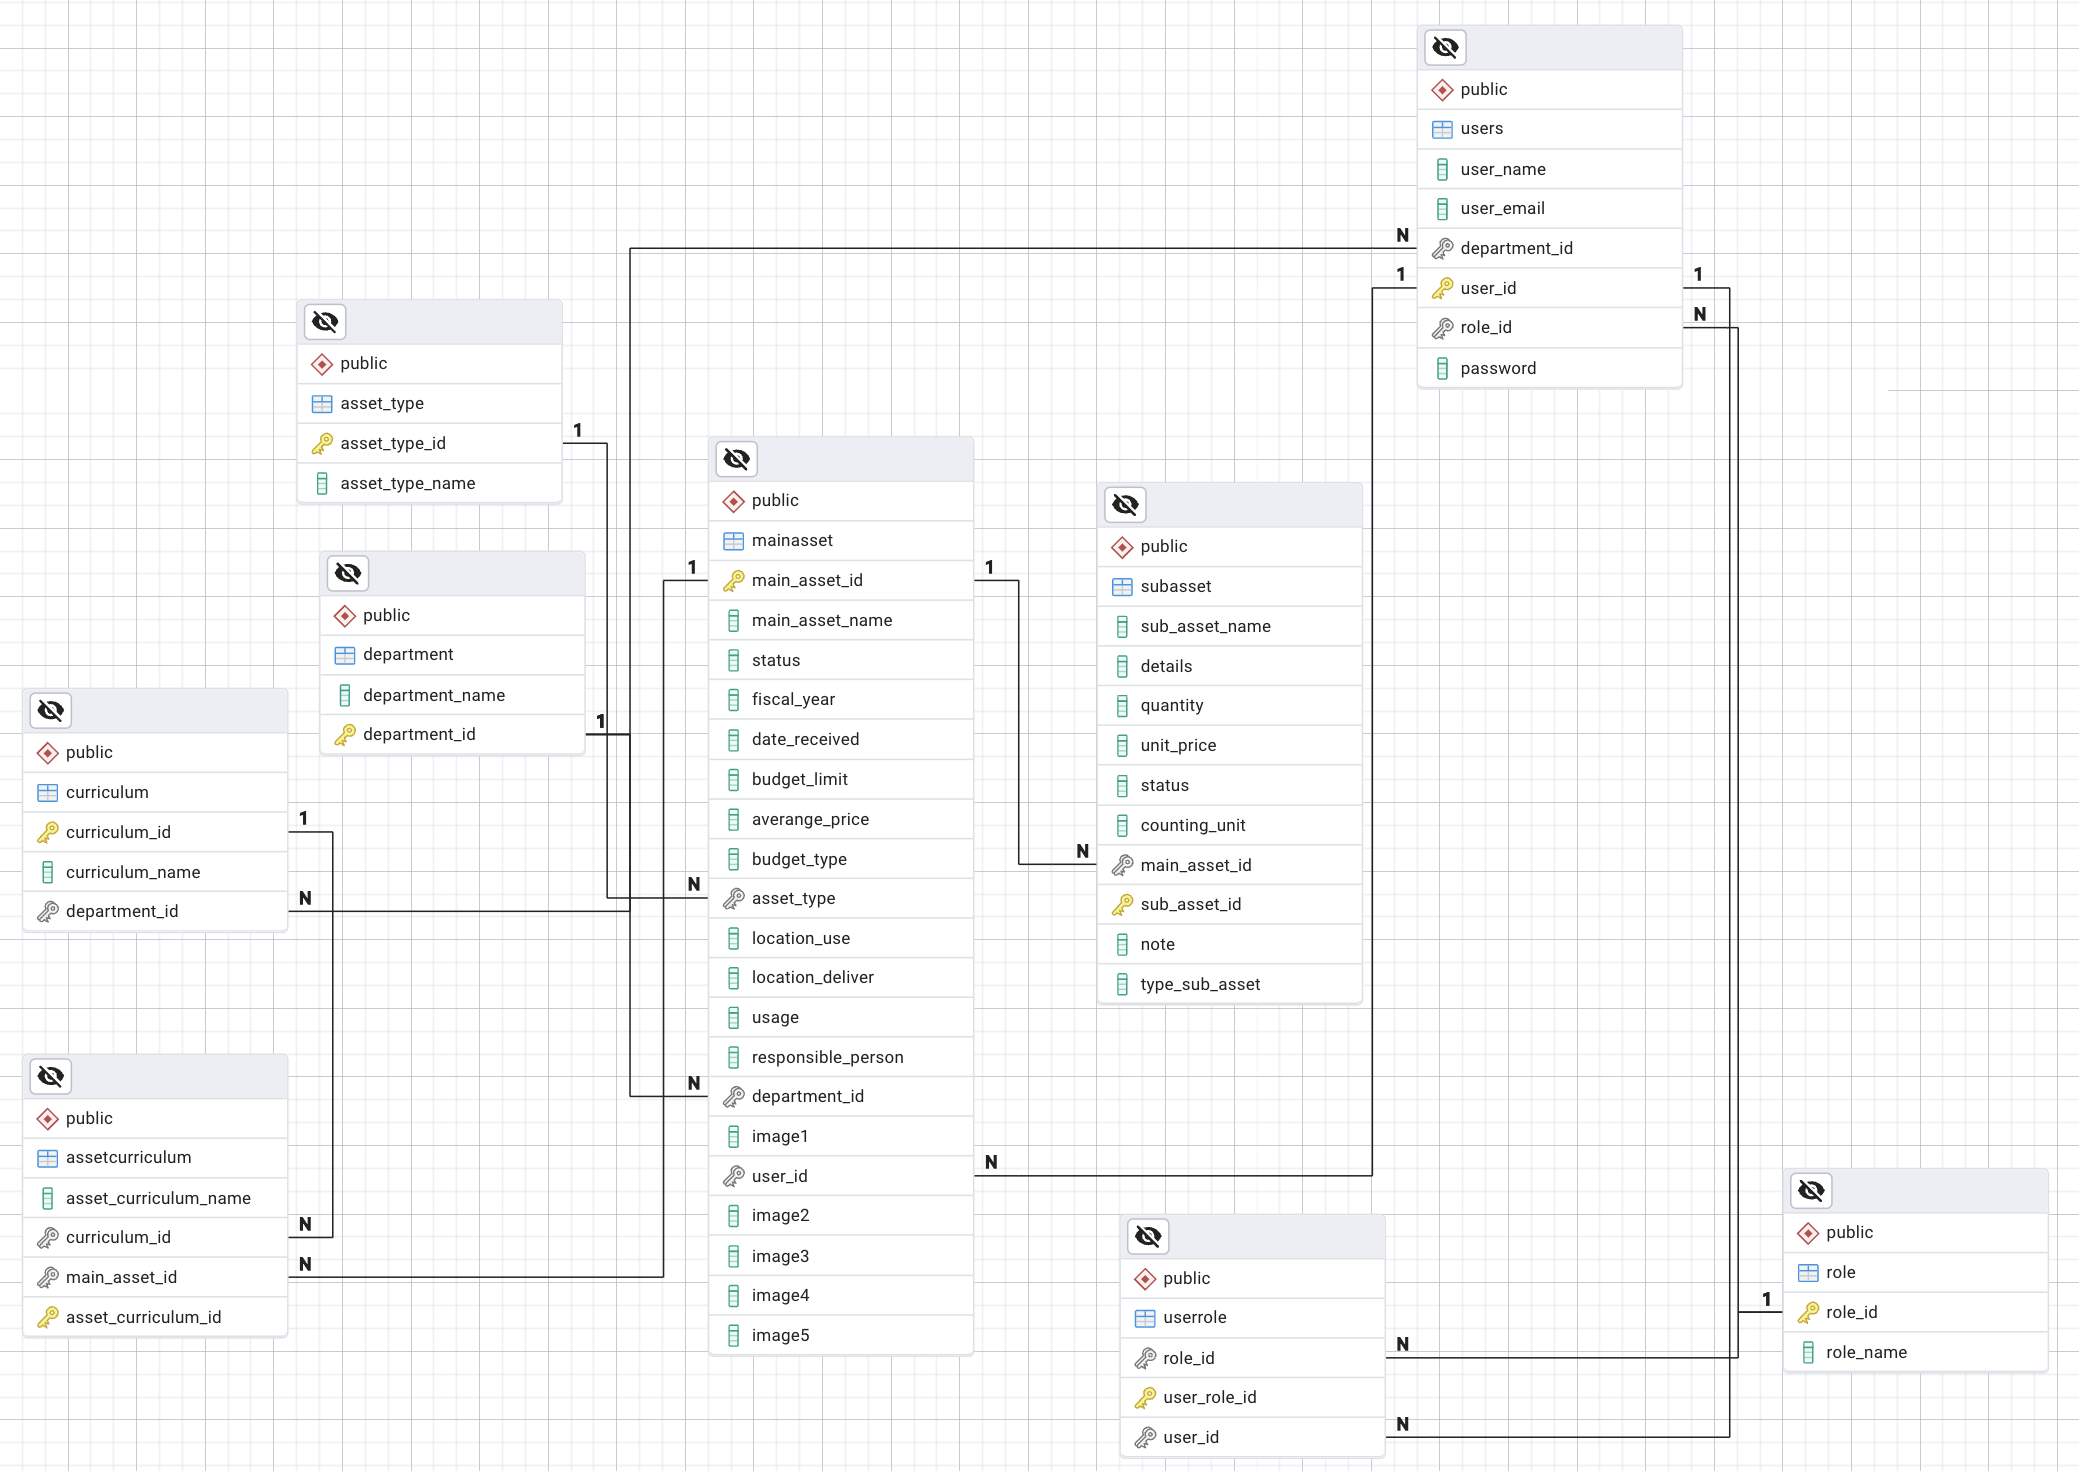 public
users
user_name
user_email
N
department_id
1
user_id
1
role_id
N
password
public
asset_type
asset_type_id
1
asset_type_name
public
mainasset
1
main_asset_id
1
main_asset_name
status
fiscal_year
date_received
budget_limit
averange_price
budget_type
N
asset_type
location_use
location_deliver
usage
responsible_person
N
department_id
image1
user_id
N
image2
image3
image4
image5
public
subasset
sub_asset_name
details
quantity
unit_price
status
counting_unit
N
main_asset_id
sub_asset_id
note
type_sub_asset
public
department
department_name
department_id
1
public
curriculum
curriculum_id
1
curriculum_name
department_id
N
public
assetcurriculum
asset_curriculum_name
curriculum_id
N
main_asset_id
N
asset_curriculum_id
public
userrole
role_id
N
user_role_id
user_id
N
public
role
1
role_id
role_name